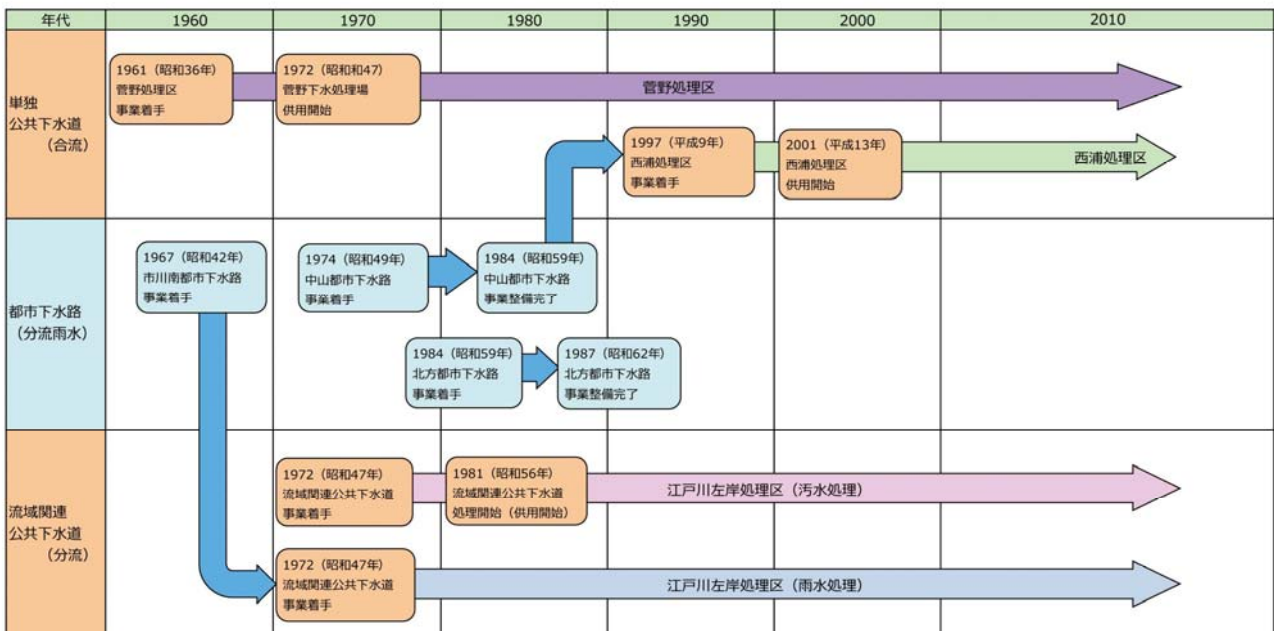 年代 1960 1970 1980 1990 2000 2010
単独
公共下水道
(合流)
1961（昭和36年）
菅野処理区
事業着手
1972（昭和和47）
菅野下水処理場
供用開始
菅野処理区
1997（平成9年）
西浦処理区
事業着手
2001（平成13年）
西浦処理区
供用開始
西浦処理区
都市下水路
（分流雨水）
1967（昭和42年）
市川南都市下水路
事業着手
1974（昭和49年）
中山都市下水路
事業着手
1984（昭和59年）
中山都市下水路
事業整備完了
1984（昭和59年）
北方都市下水路
事業着手
1987（昭和62年）
北方都市下水路
事業整備完了
流域関連
公共下水道
（分流）
1972（昭和47年）
流域関連公共下水道
事業着手
1981（昭和56年）
流域関連公共下水道
処理開始（供用開始）
江戸川左岸処理区（汚水処理）
1972（昭和47年）
流域関連公共下水道
事業着手
江戸川左岸処理区（雨水処理）